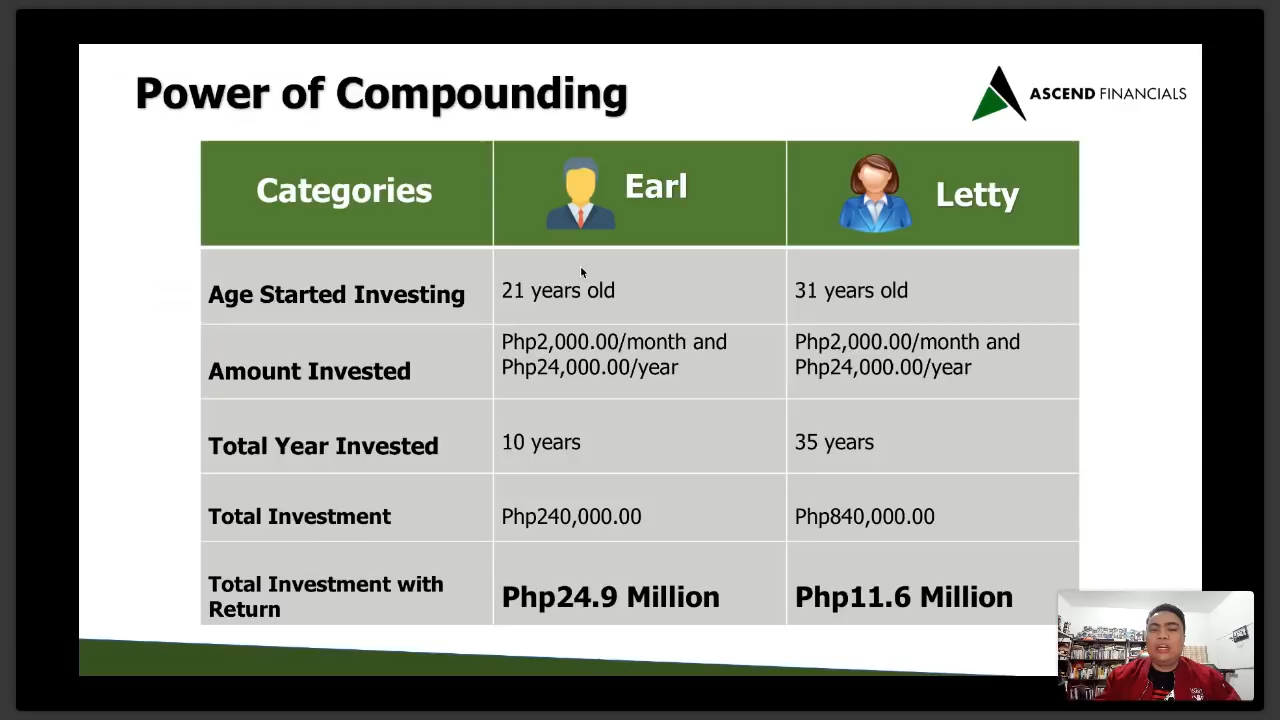 Power of Compounding
ASCEND FINANCIALS
Categories
Earl
Letty
Age Started Investing
21 years old
31 years old
Amount Invested
Php2,000.00/month and
Php24,000.00/year
Php2,000.00/month and
Php24,000.00/year
Total Year Invested
10 years
35 years
Total Investment
Php240,000.00
Php840,000.00
Total Investment with
Return
Php24.9 Million
Php11.6 Million